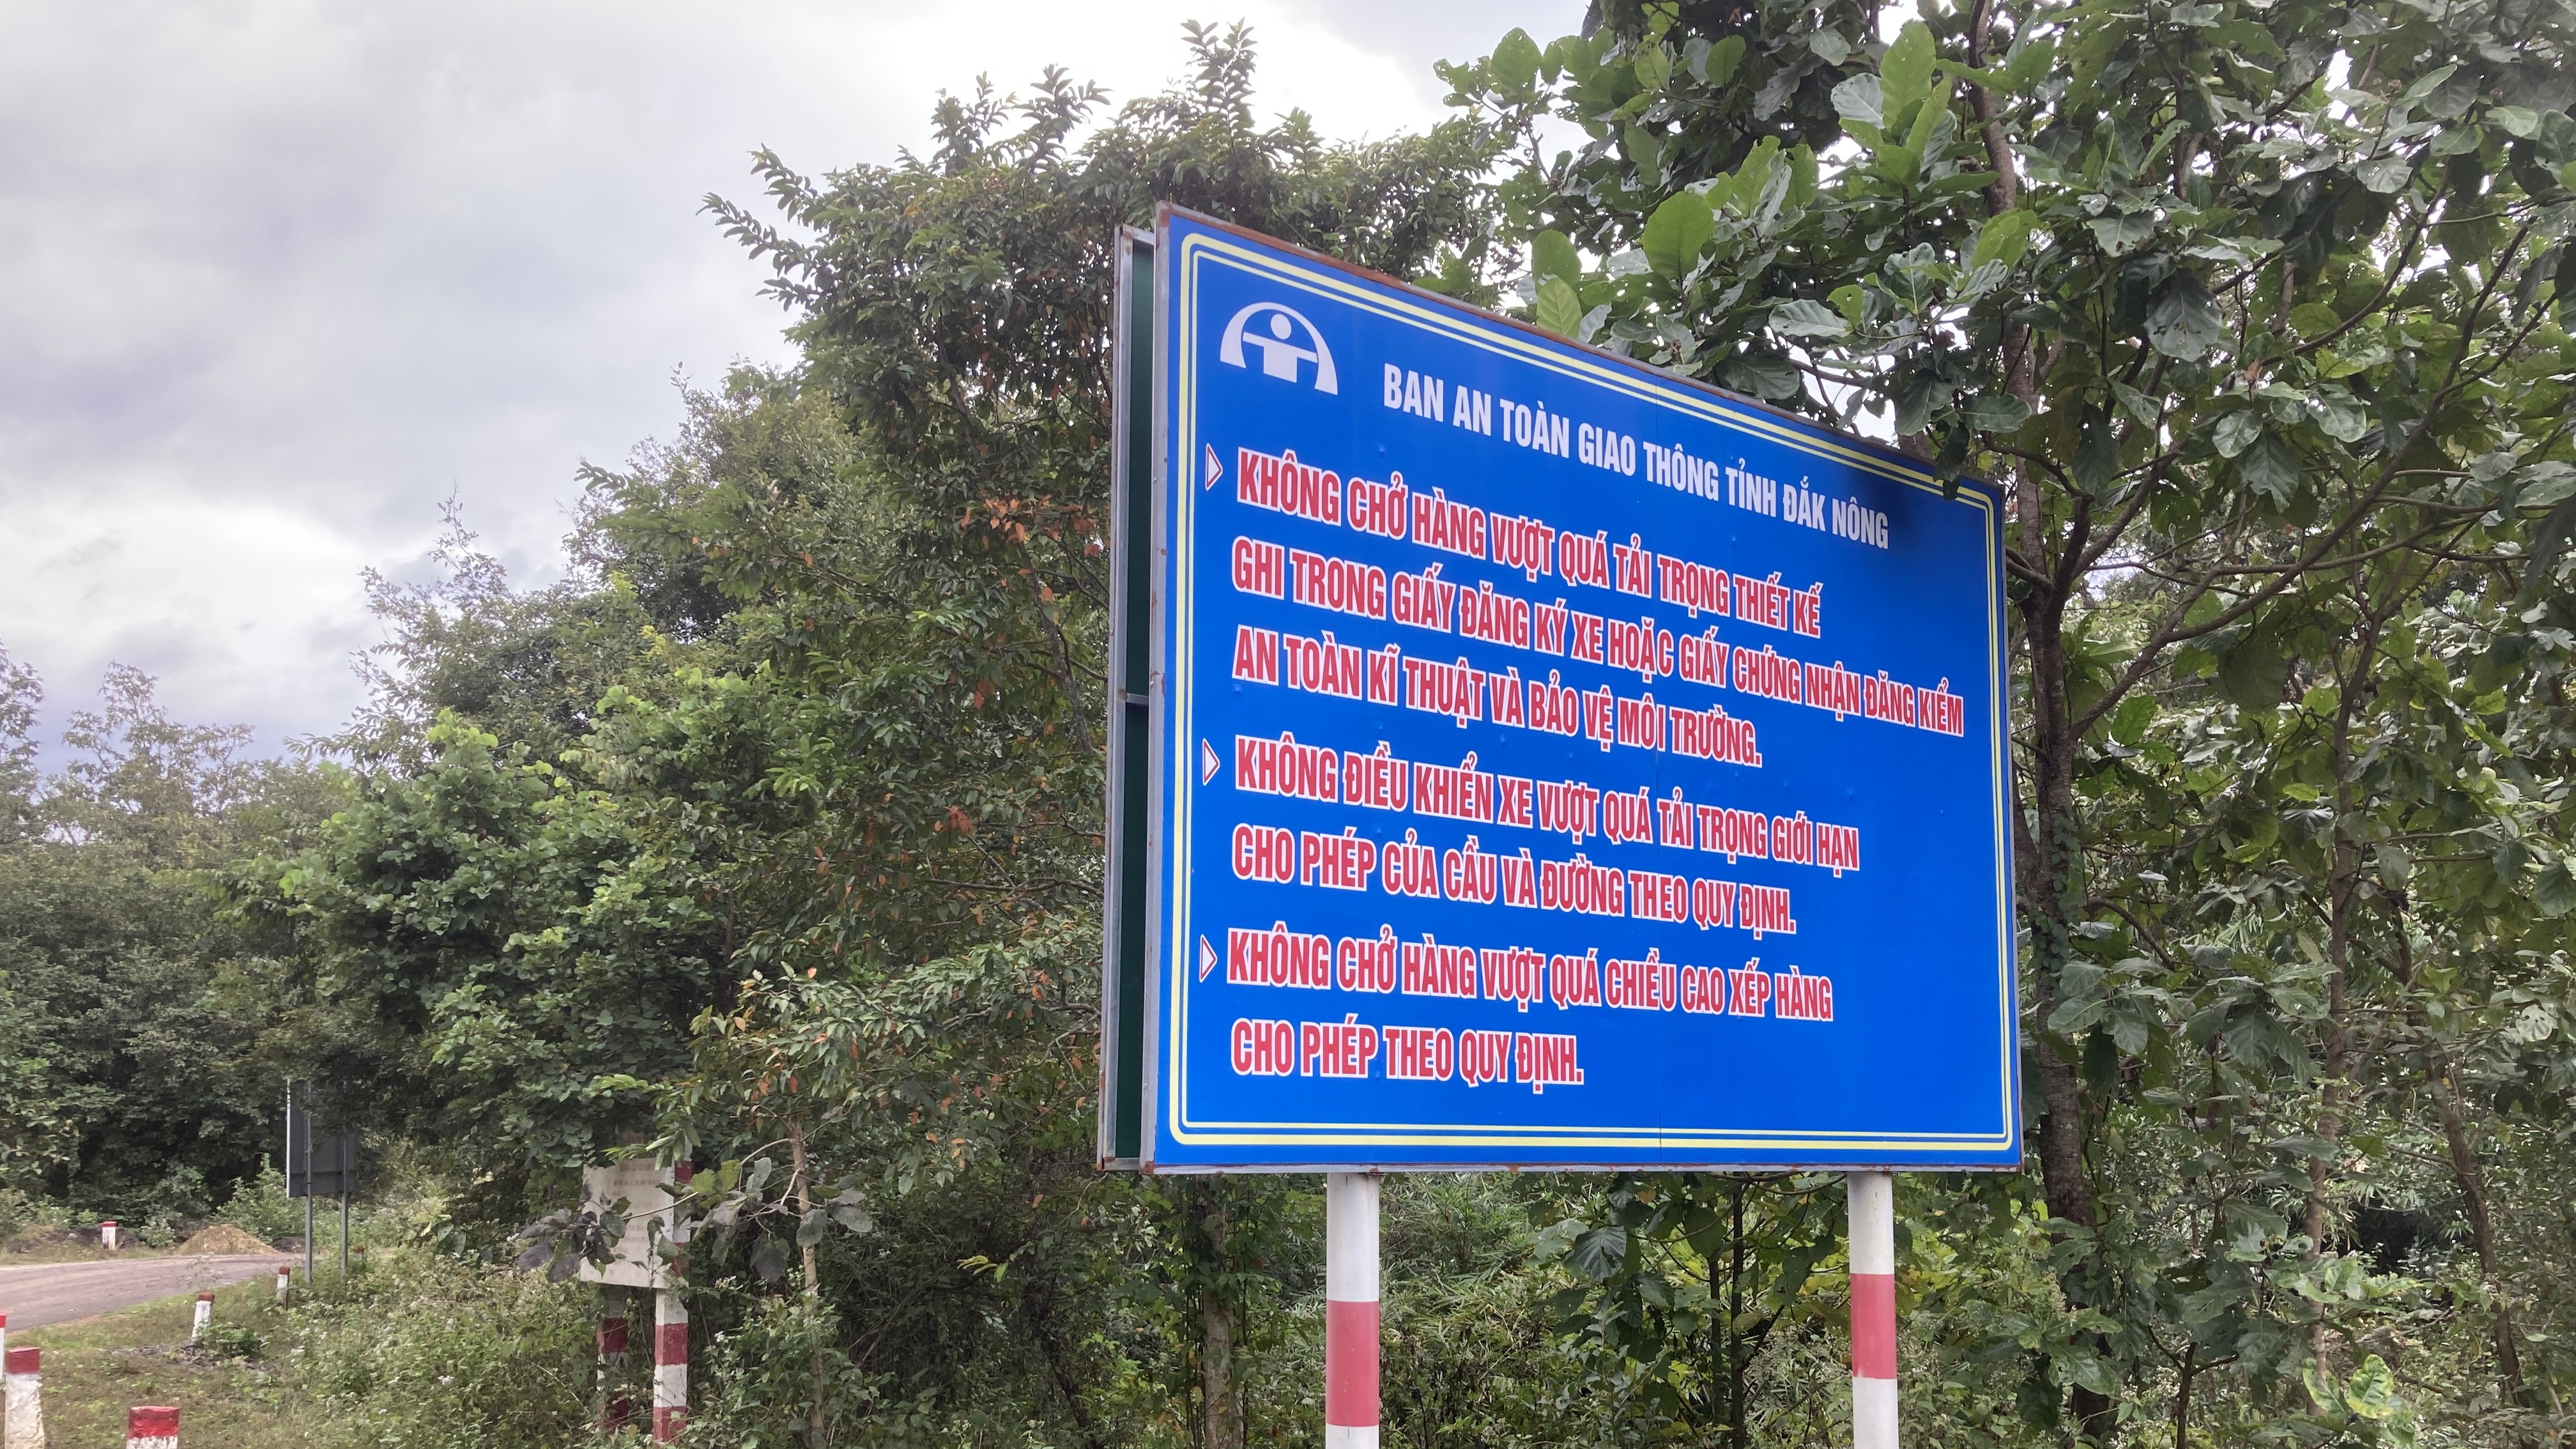 BAN AN TOÀN GIAO THÔNG TỈNH ĐẮK NÔNG
KHÔNG CHỞ HÀNG VƯỢT QUÁ TẢI TRỌNG THIẾT KẾ
GHI TRONG GIẤY ĐĂNG KÝ XE HOẶC GIẤY CHỨNG NHẬN ĐĂNG KIỂM
AN TOÀN KĨ THUẬT VÀ BẢO VỆ MÔI TRƯỜNG.
KHÔNG ĐIỀU KHIỂN XE VƯỢT QUÁ TẢI TRỌNG GIỚI HẠN
CHO PHÉP CỦA CẦU VÀ ĐƯỜNG THEO QUY ĐỊNH.
KHÔNG CHỞ HÀNG VƯỢT QUÁ CHIỀU CAO XẾP HÀNG
CHO PHÉP THEO QUY ĐỊNH.